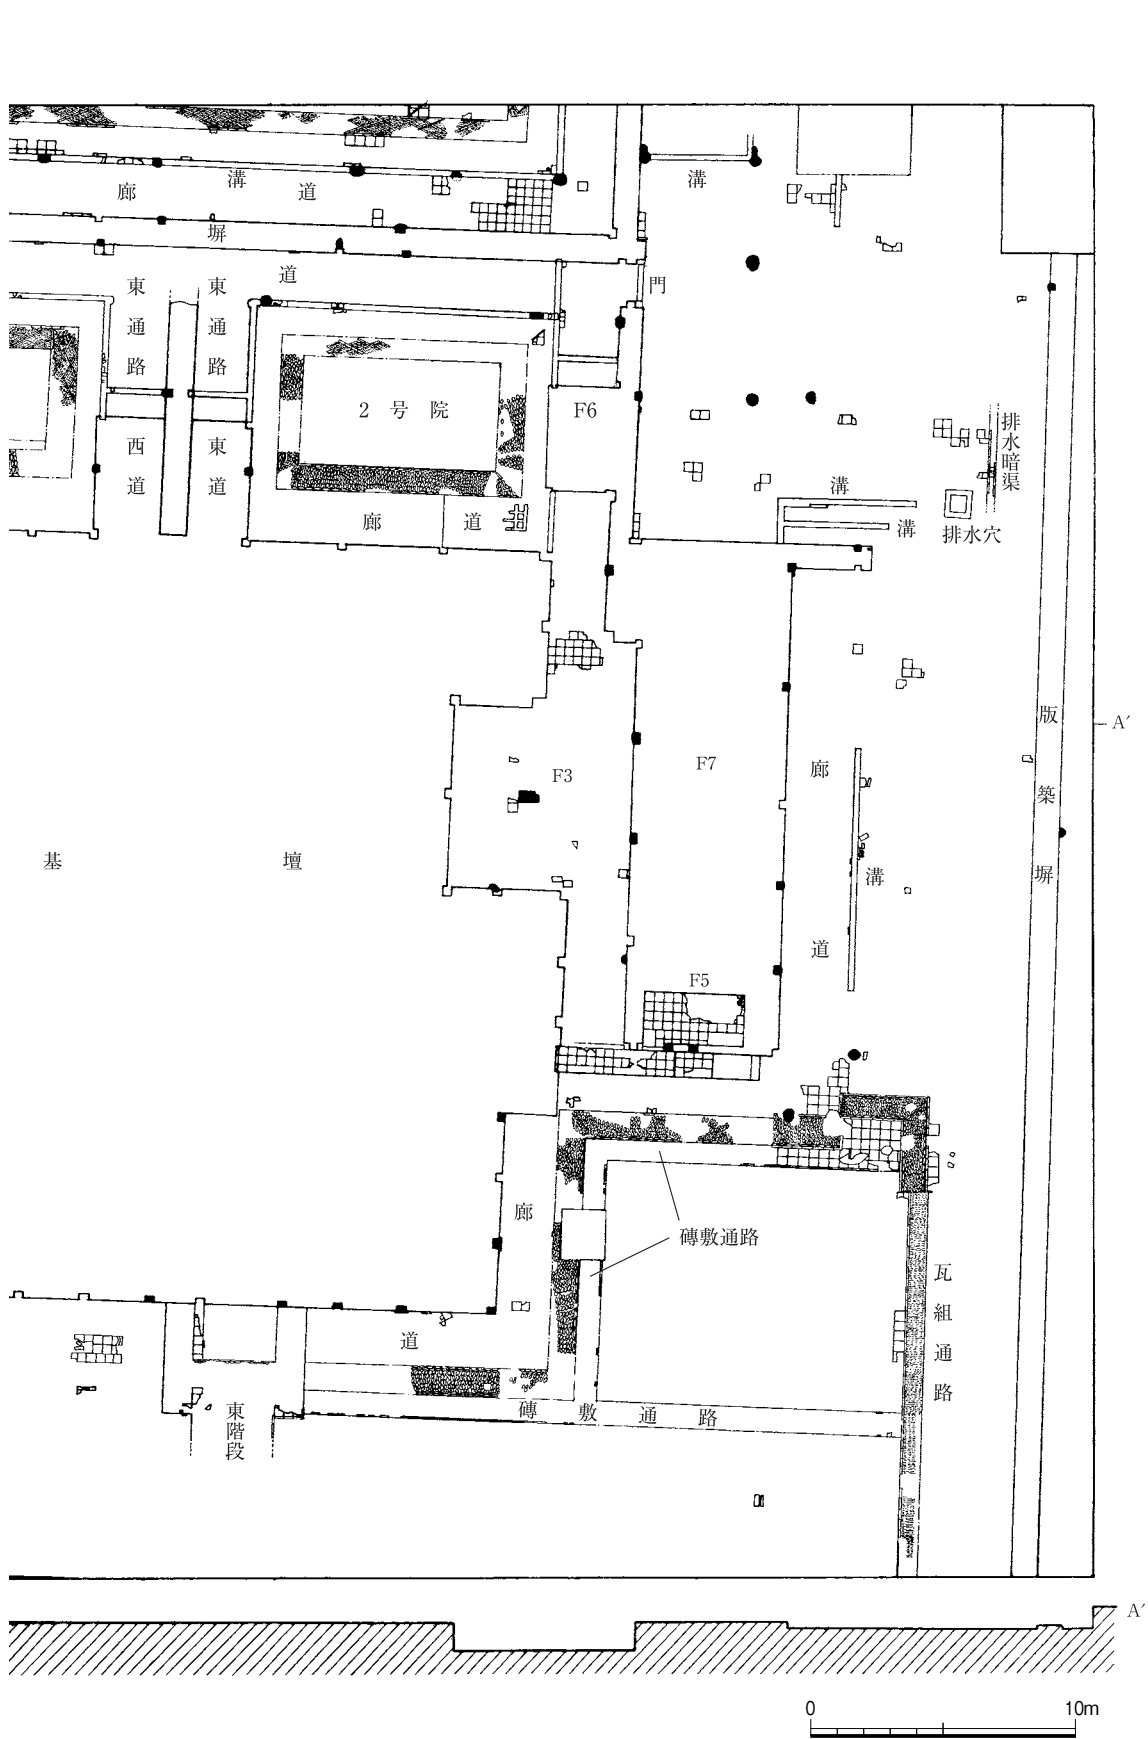 廊 溝 道
溝
塀
道
門
東通路
東通路
2 号 院
F6
西道
東道
排水暗渠
溝
溝
排水穴
廊 道
版築塀
A′
F3
F7
廊道
溝
基 壇
F5
廊
磚敷通路
瓦組通路
道
磚 敷 通 路
東階段
A′
0 10m